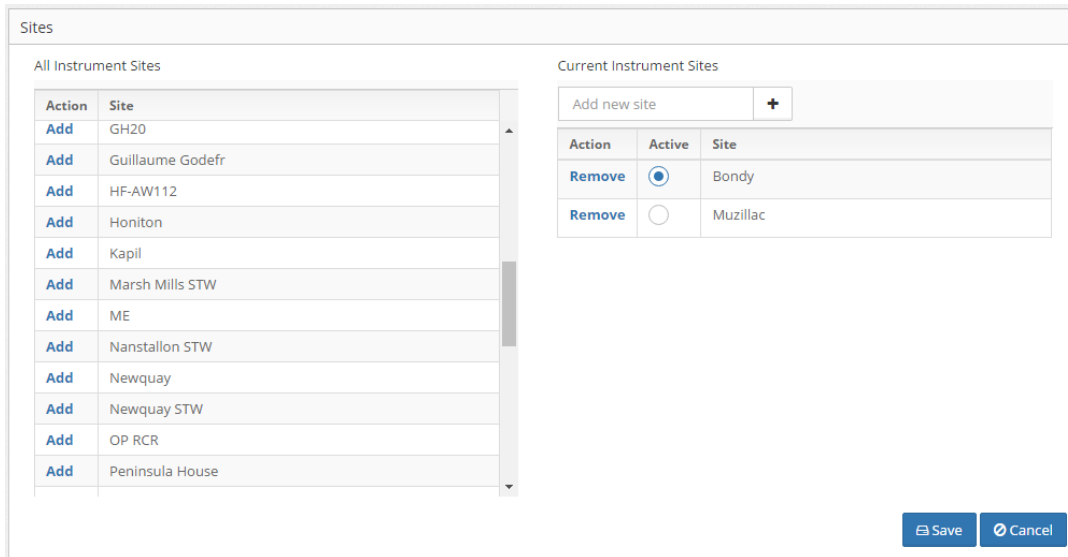 Sites
All Instrument Sites
Action Site
Add GH20
Add Guillaume Godefr
Add HF-AW112
Add Honiton
Add Kapil
Add Marsh Mills STW
Add ME
Add Nanstallon STW
Add Newquay
Add Newquay STW
Add OP RCR
Add Peninsula House
Current Instrument Sites
Add new site
Action Active Site
Remove Bondy
Remove Muzillac
Save Cancel